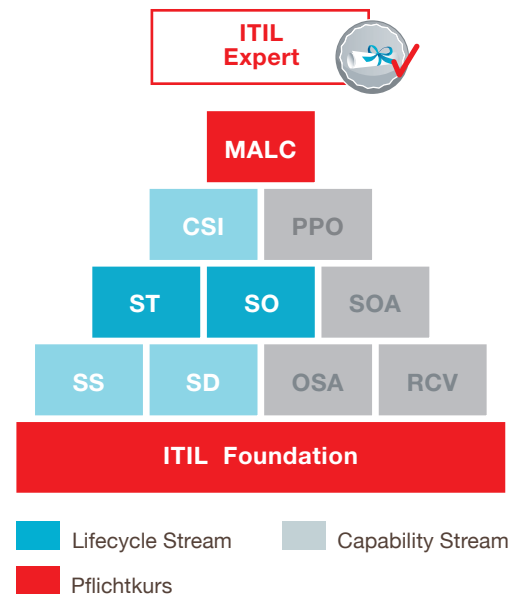 ITIL
Expert
MALC
CSI PPO
ST SO SOA
SS SD OSA RCV
ITIL Foundation
Lifecycle Stream Capability Stream
Pflichtkurs